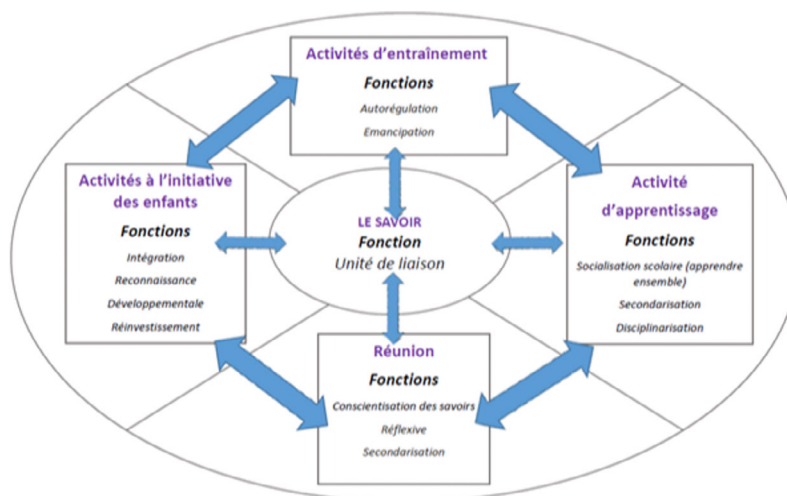 Activités d'entraînement
Fonctions
Autorégulation
Emancipation
Activités à l'initiative
des enfants
Fonctions
Intégration
Reconnaissance
Développementale
Réinvestissement
LE SAVOIR
Fonction
Unité de liaison
Activité
d'apprentissage
Fonctions
Socialisation scolaire (apprendre
ensemble)
Secondarisation
Disciplinarisation
Réunion
Fonctions
Conscientisation des savoirs
Réflexive
Secondarisation